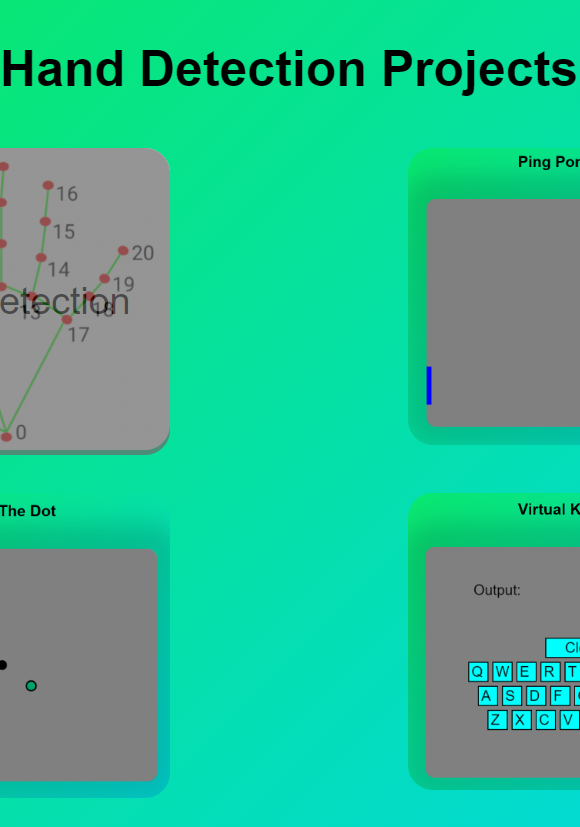 Hand Detection Projects
16
15
14
20
19
18
13
17
etection
0
Ping Pon
The Dot
Virtual K
Output:
Cl
Q W E R T
A S D F
Z X C V